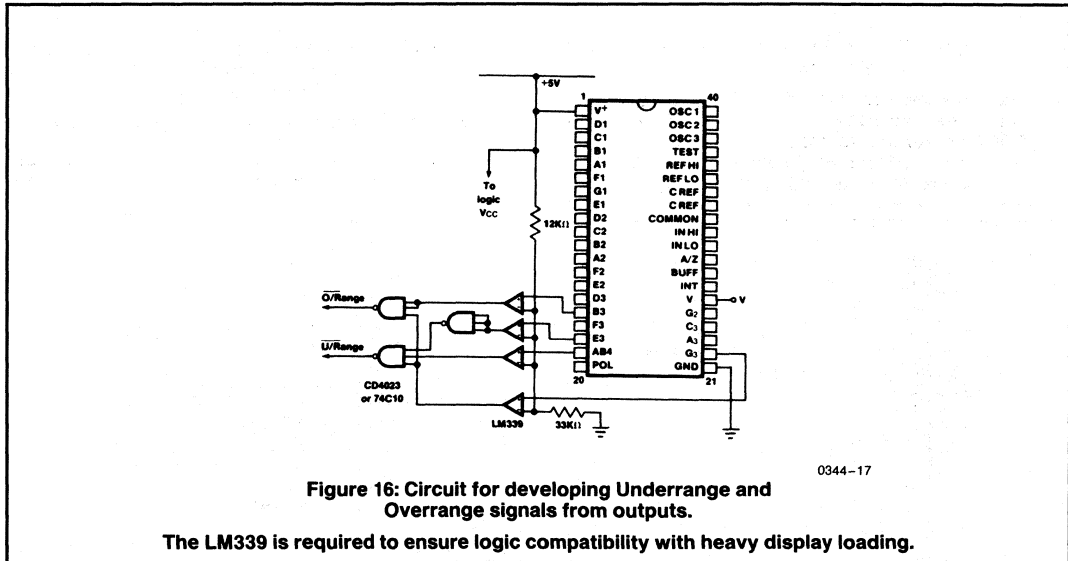 +5V
1
40
V+
D1
C1
B1
A1
F1
G1
E1
D2
C2
B2
A2
F2
E2
D3
B3
F3
E3
AB4
POL
20
OSC 1
OSC 2
OSC 3
TEST
REF HI
REF LO
C REF
C REF
COMMON
IN HI
IN LO
A/Z
BUFF
INT
V
G2
C3
A3
G3
GND
21
V
To
logic
VCC
12KΩ
O/Range
U/Range
CD4023
or 74C10
LM339
33KΩ
0344–17
Figure 16: Circuit for developing Underrange and
Overrange signals from outputs.
The LM339 is required to ensure logic compatibility with heavy display loading.